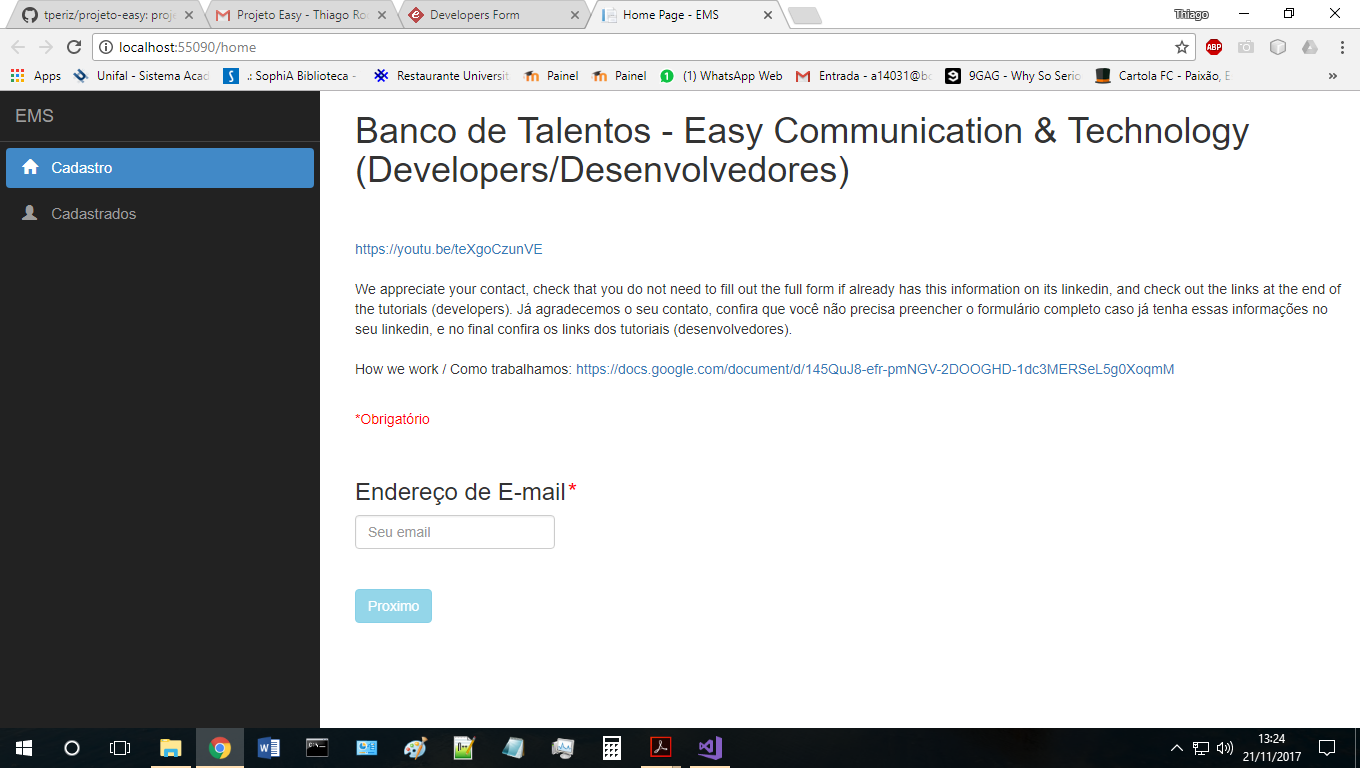 tperiz/projeto-easy: proje
Projeto Easy - Thiago Ro
Developers Form
Home Page - EMS
Thiago
localhost:55090/home
ABP
Apps
Unifal - Sistema Acad
.: SophiA Biblioteca -
Restaurante Universit
Painel
Painel
1
(1) WhatsApp Web
Entrada - a14031@bc
9GAG - Why So Serio
Cartola FC - Paixão, E
EMS
Cadastro
Cadastrados
Banco de Talentos - Easy Communication & Technology
(Developers/Desenvolvedores)
https://youtu.be/teXgoCzunVE
We appreciate your contact, check that you do not need to fill out the full form if already has this information on its linkedin, and check out the links at the end of
the tutorials (developers). Já agradecemos o seu contato, confira que você não precisa preencher o formulário completo caso já tenha essas informações no
seu linkedin, e no final confira os links dos tutoriais (desenvolvedores).
How we work / Como trabalhamos: https://docs.google.com/document/d/145QuJ8-efr-pmNGV-2DOOGHD-1dc3MERSeL5g0XoqmM
*Obrigatório
Endereço de E-mail*
Seu email
Proximo
13:24
21/11/2017